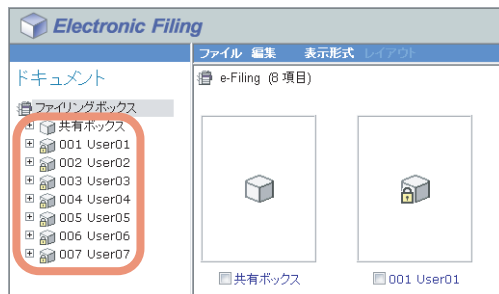 Electronic Filing
ファイル 編集 表示形式 レイアウト
ドキュメント
e-Filing (8 項目)
ファイリングボックス
共有ボックス
001 User01
002 User02
003 User03
004 User04
005 User05
006 User06
007 User07
共有ボックス
001 User01